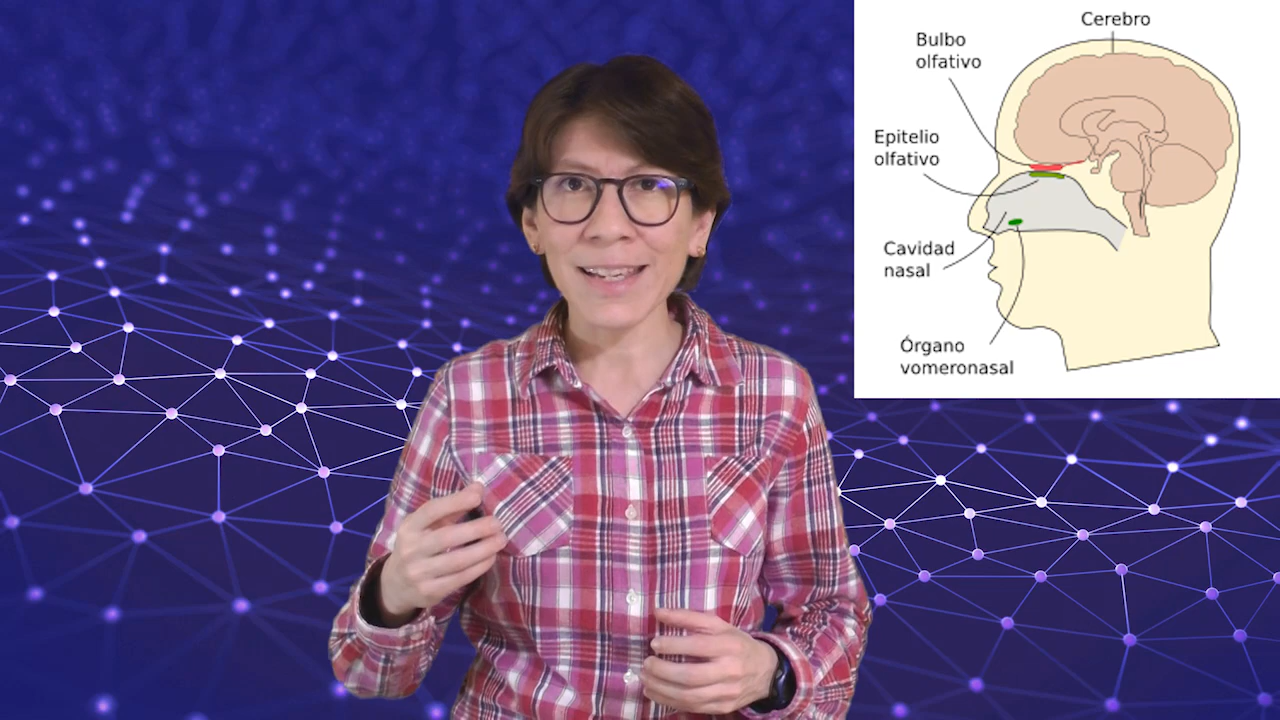 Cerebro
Bulbo
olfativo
Epitelio
olfativo
Cavidad
nasal
Órgano
vomeronasal